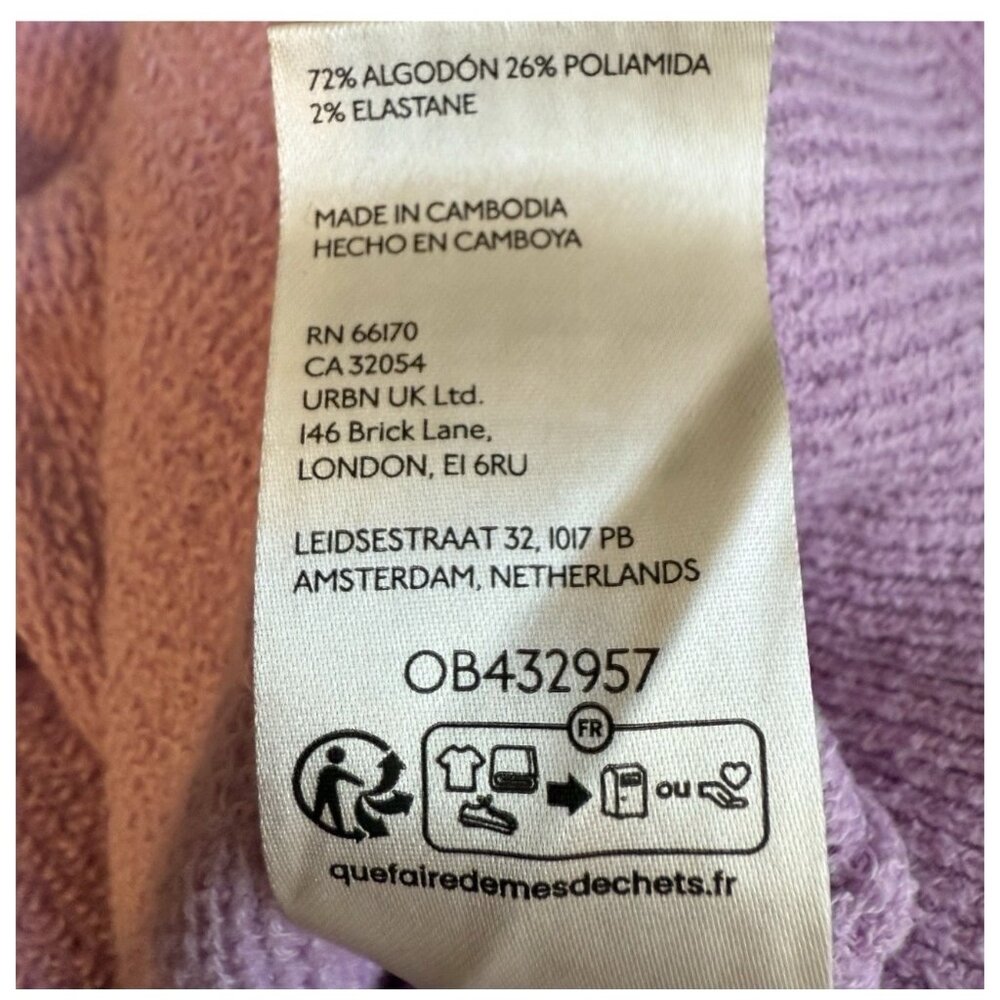 72% ALGODÓN 26% POLIAMIDA
2% ELASTANE
MADE IN CAMBODIA
HECHO EN CAMBOYA
RN 66170
CA 32054
URBN UK Ltd.
146 Brick Lane,
LONDON, E1 6RU
LEIDSESTRAAT 32, 1017 PB
AMSTERDAM, NETHERLANDS
OB432957
FR
ou
quefairedemesdechets.fr